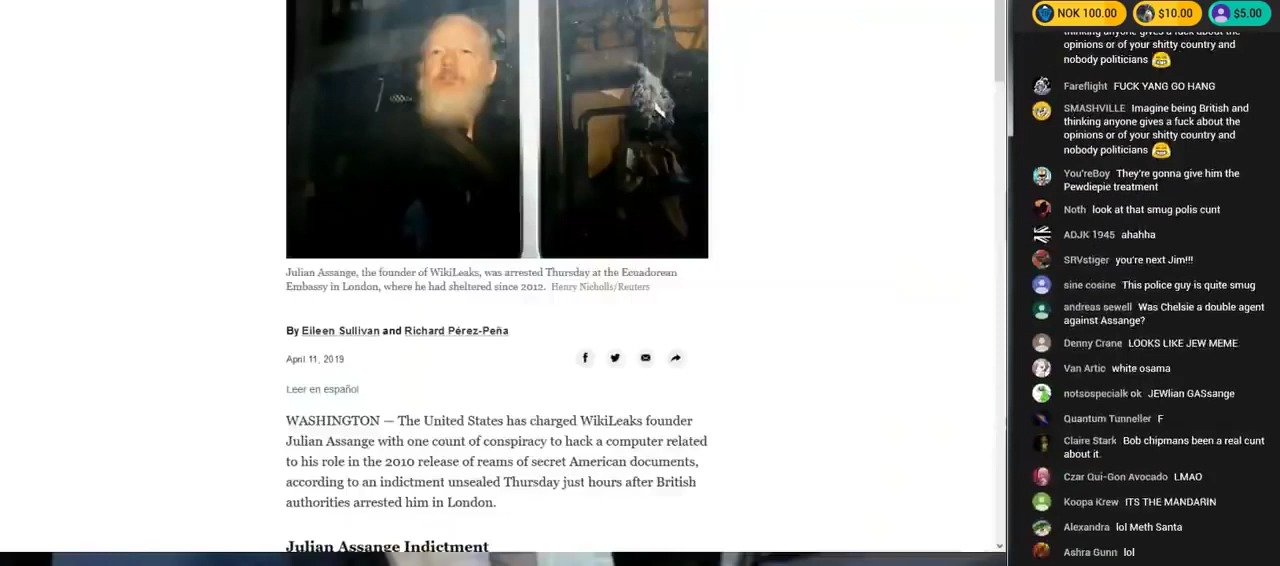 Julian Assange, the founder of WikiLeaks, was arrested Thursday at the Ecuadorean
Embassy in London, where he had sheltered since 2012. Henry Nicholls/Reuters
By Eileen Sullivan and Richard Pérez-Peña
April 11, 2019
Leer en español
WASHINGTON — The United States has charged WikiLeaks founder
Julian Assange with one count of conspiracy to hack a computer related
to his role in the 2010 release of reams of secret American documents,
according to an indictment unsealed Thursday just hours after British
authorities arrested him in London.
Julian Assange Indictment
NOK 100.00 $10.00 $5.00
thinking anyone gives a fuck about the
opinions or of your shitty country and
nobody politicians 😂
Fareflight FUCK YANG GO HANG
SMASHVILLE Imagine being British and
thinking anyone gives a fuck about the
opinions or of your shitty country and
nobody politicians 😂
You'reBoy They're gonna give him the
Pewdiepie treatment
Noth look at that smug polis cunt
ADJK 1945 ahahha
SRVstiger you're next Jim!!!
sine cosine This police guy is quite smug
andreas sewell Was Chelsie a double agent
against Assange?
Denny Crane LOOKS LIKE JEW MEME
Van Artic white osama
notsospecialk ok JEWlian GASsange
Quantum Tunneller F
Claire Stark Bob chipmans been a real cunt
about it.
Czar Qui-Gon Avocado LMAO
Koopa Krew ITS THE MANDARIN
Alexandra lol Meth Santa
Ashra Gunn lol